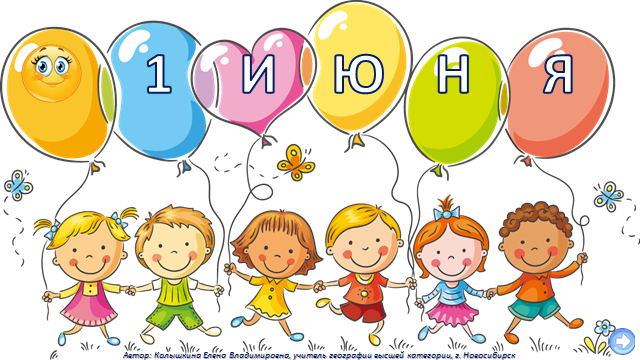 1 ИЮНЯ
Автор: Колышкина Елена Владимировна, учитель географии высшей категории, г. Новосибирск